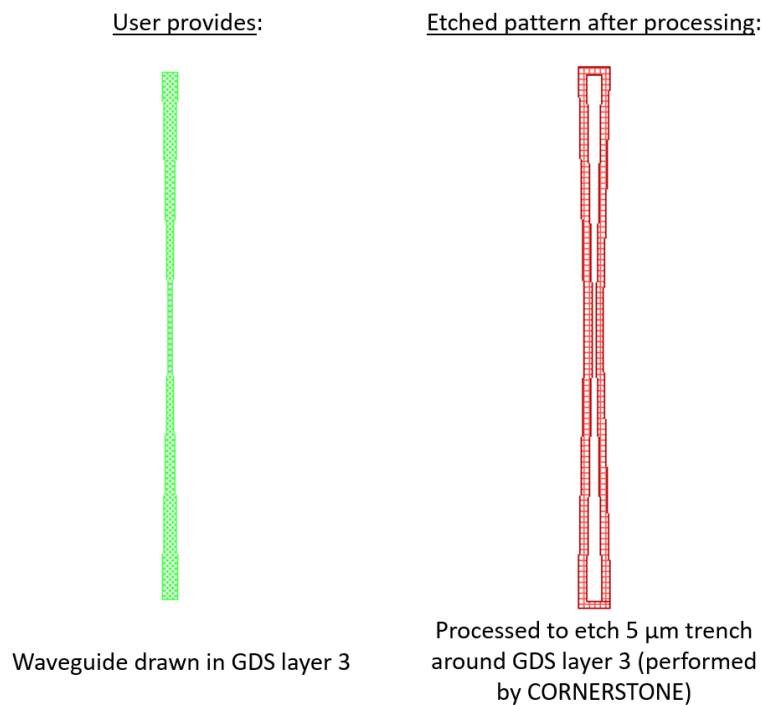 User provides:
Etched pattern after processing:
Waveguide drawn in GDS layer 3
Processed to etch 5 µm trench
around GDS layer 3 (performed
by CORNERSTONE)